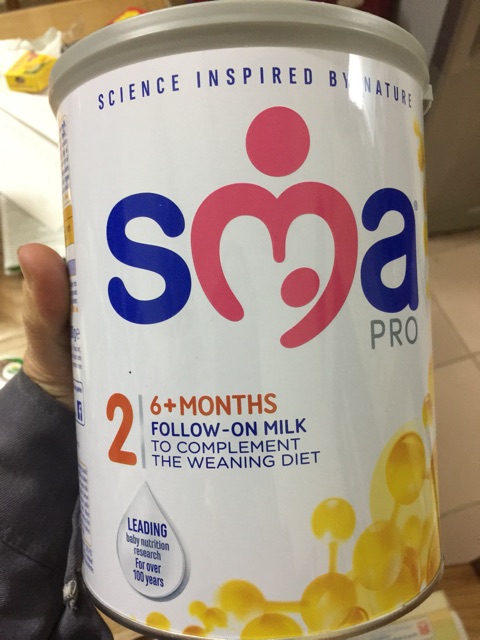 SCIENCE INSPIRED BY NATURE
sma
PRO
2
6+MONTHS
FOLLOW-ON MILK
TO COMPLEMENT
THE WEANING DIET
LEADING
baby nutrition
research
For over
100 years